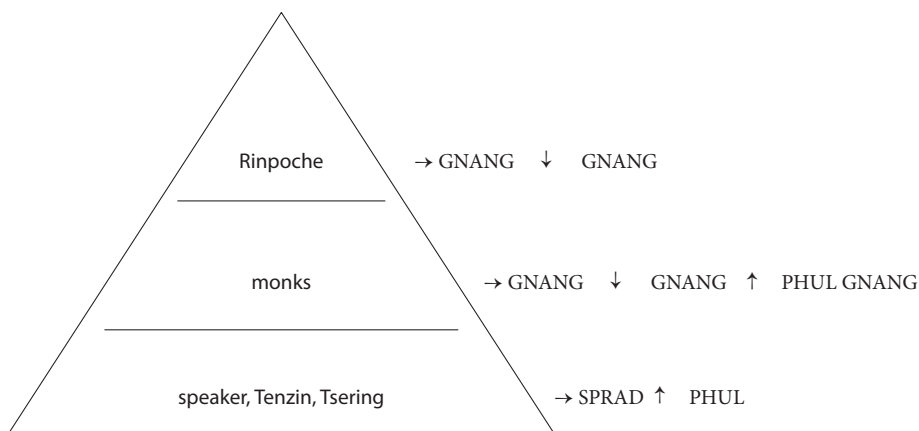 Rinpoche → GNANG ↓ GNANG
monks → GNANG ↓ GNANG ↑ PHUL GNANG
speaker, Tenzin, Tsering → SPRAD ↑ PHUL